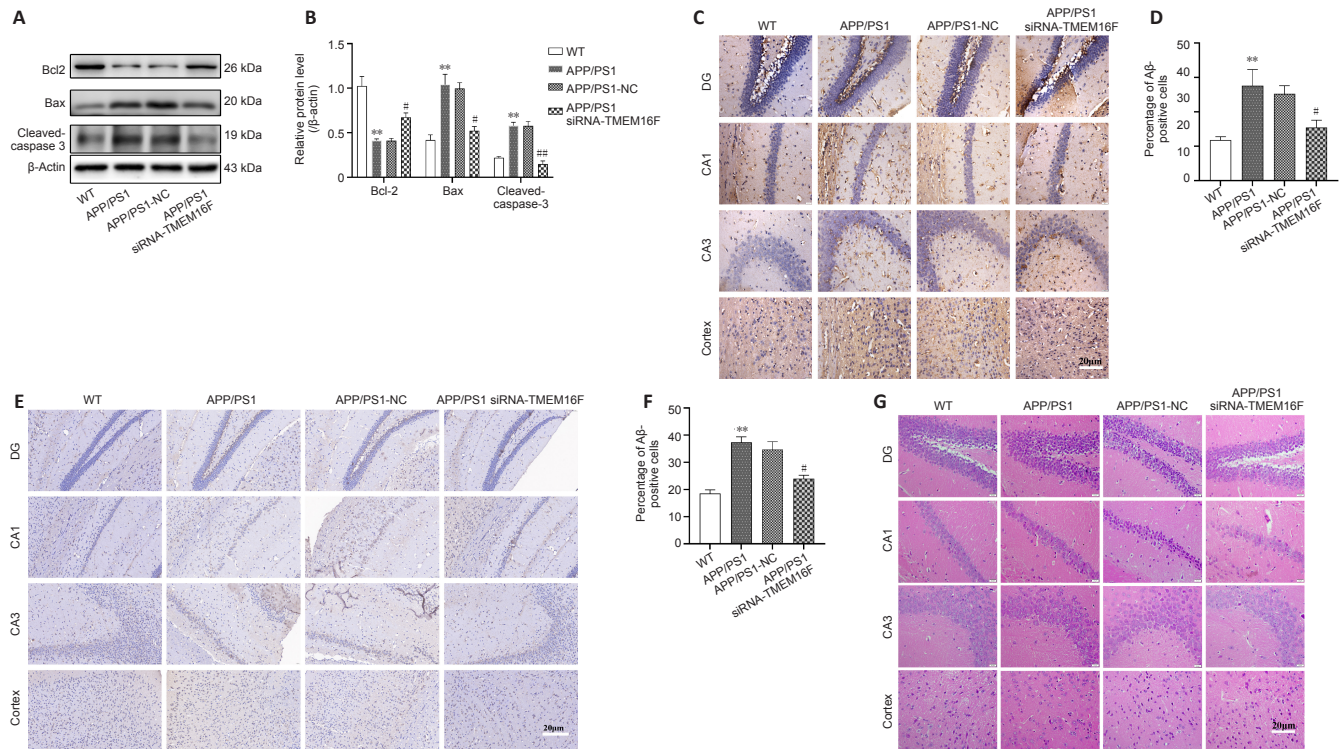 A
Bcl2
26 kDa
Bax
20 kDa
Cleaved-
caspase 3
19 kDa
β-Actin
43 kDa
WT
APP/PS1
APP/PS1-NC
APP/PS1
siRNA-TMEM16F
B
Relative protein level
(/β-actin)
1.5
1.0
0.5
0
**
#
**
#
**
##
Bcl-2
Bax
Cleaved-
caspase-3
WT
APP/PS1
APP/PS1-NC
APP/PS1
siRNA-TMEM16F
C
WT
APP/PS1
APP/PS1-NC
APP/PS1
siRNA-TMEM16F
DG
CA1
CA3
Cortex
20μm
D
Percentage of Aβ-
positive cells
50
40
30
20
10
0
**
#
WT
APP/PS1
APP/PS1-NC
APP/PS1
siRNA-TMEM16F
E
WT
APP/PS1
APP/PS1-NC
APP/PS1 siRNA-TMEM16F
DG
CA1
CA3
Cortex
20μm
F
Percentage of Aβ-
positive cells
50
40
30
20
10
0
**
#
WT
APP/PS1
APP/PS1-NC
APP/PS1
siRNA-TMEM16F
G
WT
APP/PS1
APP/PS1-NC
APP/PS1
siRNA-TMEM16F
DG
CA1
CA3
Cortex
20μm